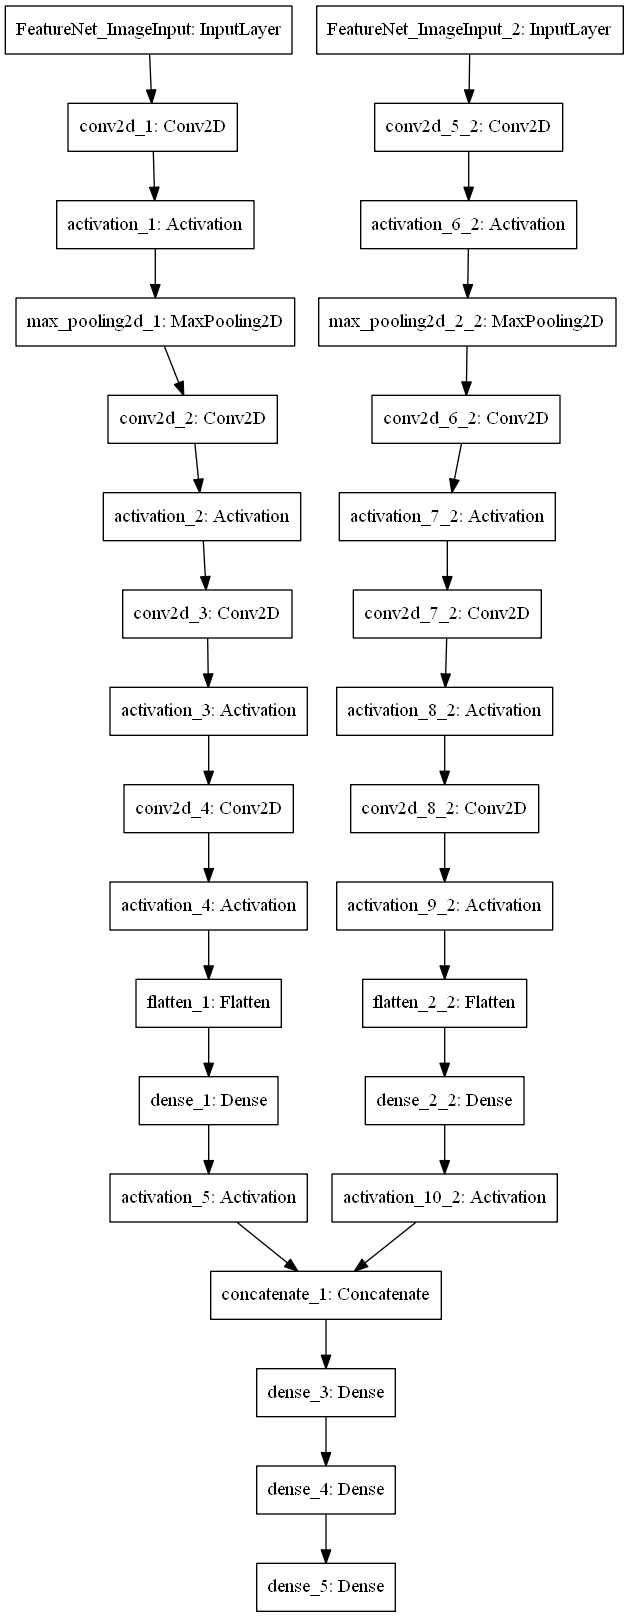 FeatureNet_ImageInput: InputLayer
FeatureNet_ImageInput_2: InputLayer
conv2d_1: Conv2D
conv2d_5_2: Conv2D
activation_1: Activation
activation_6_2: Activation
max_pooling2d_1: MaxPooling2D
max_pooling2d_2_2: MaxPooling2D
conv2d_2: Conv2D
conv2d_6_2: Conv2D
activation_2: Activation
activation_7_2: Activation
conv2d_3: Conv2D
conv2d_7_2: Conv2D
activation_3: Activation
activation_8_2: Activation
conv2d_4: Conv2D
conv2d_8_2: Conv2D
activation_4: Activation
activation_9_2: Activation
flatten_1: Flatten
flatten_2_2: Flatten
dense_1: Dense
dense_2_2: Dense
activation_5: Activation
activation_10_2: Activation
concatenate_1: Concatenate
dense_3: Dense
dense_4: Dense
dense_5: Dense